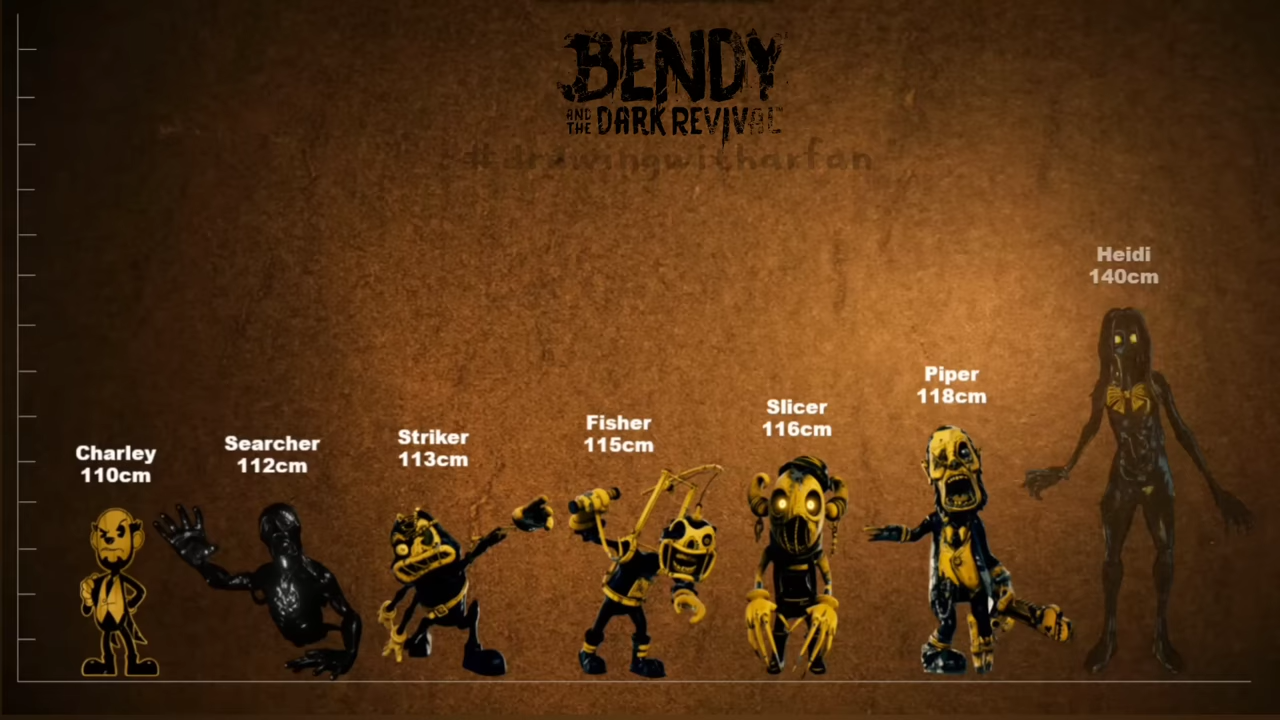 BENDY
AND THE DARK REVIVAL
#drawingwitharfan
Heidi
140cm
Piper
118cm
Slicer
116cm
Fisher
115cm
Striker
113cm
Searcher
112cm
Charley
110cm